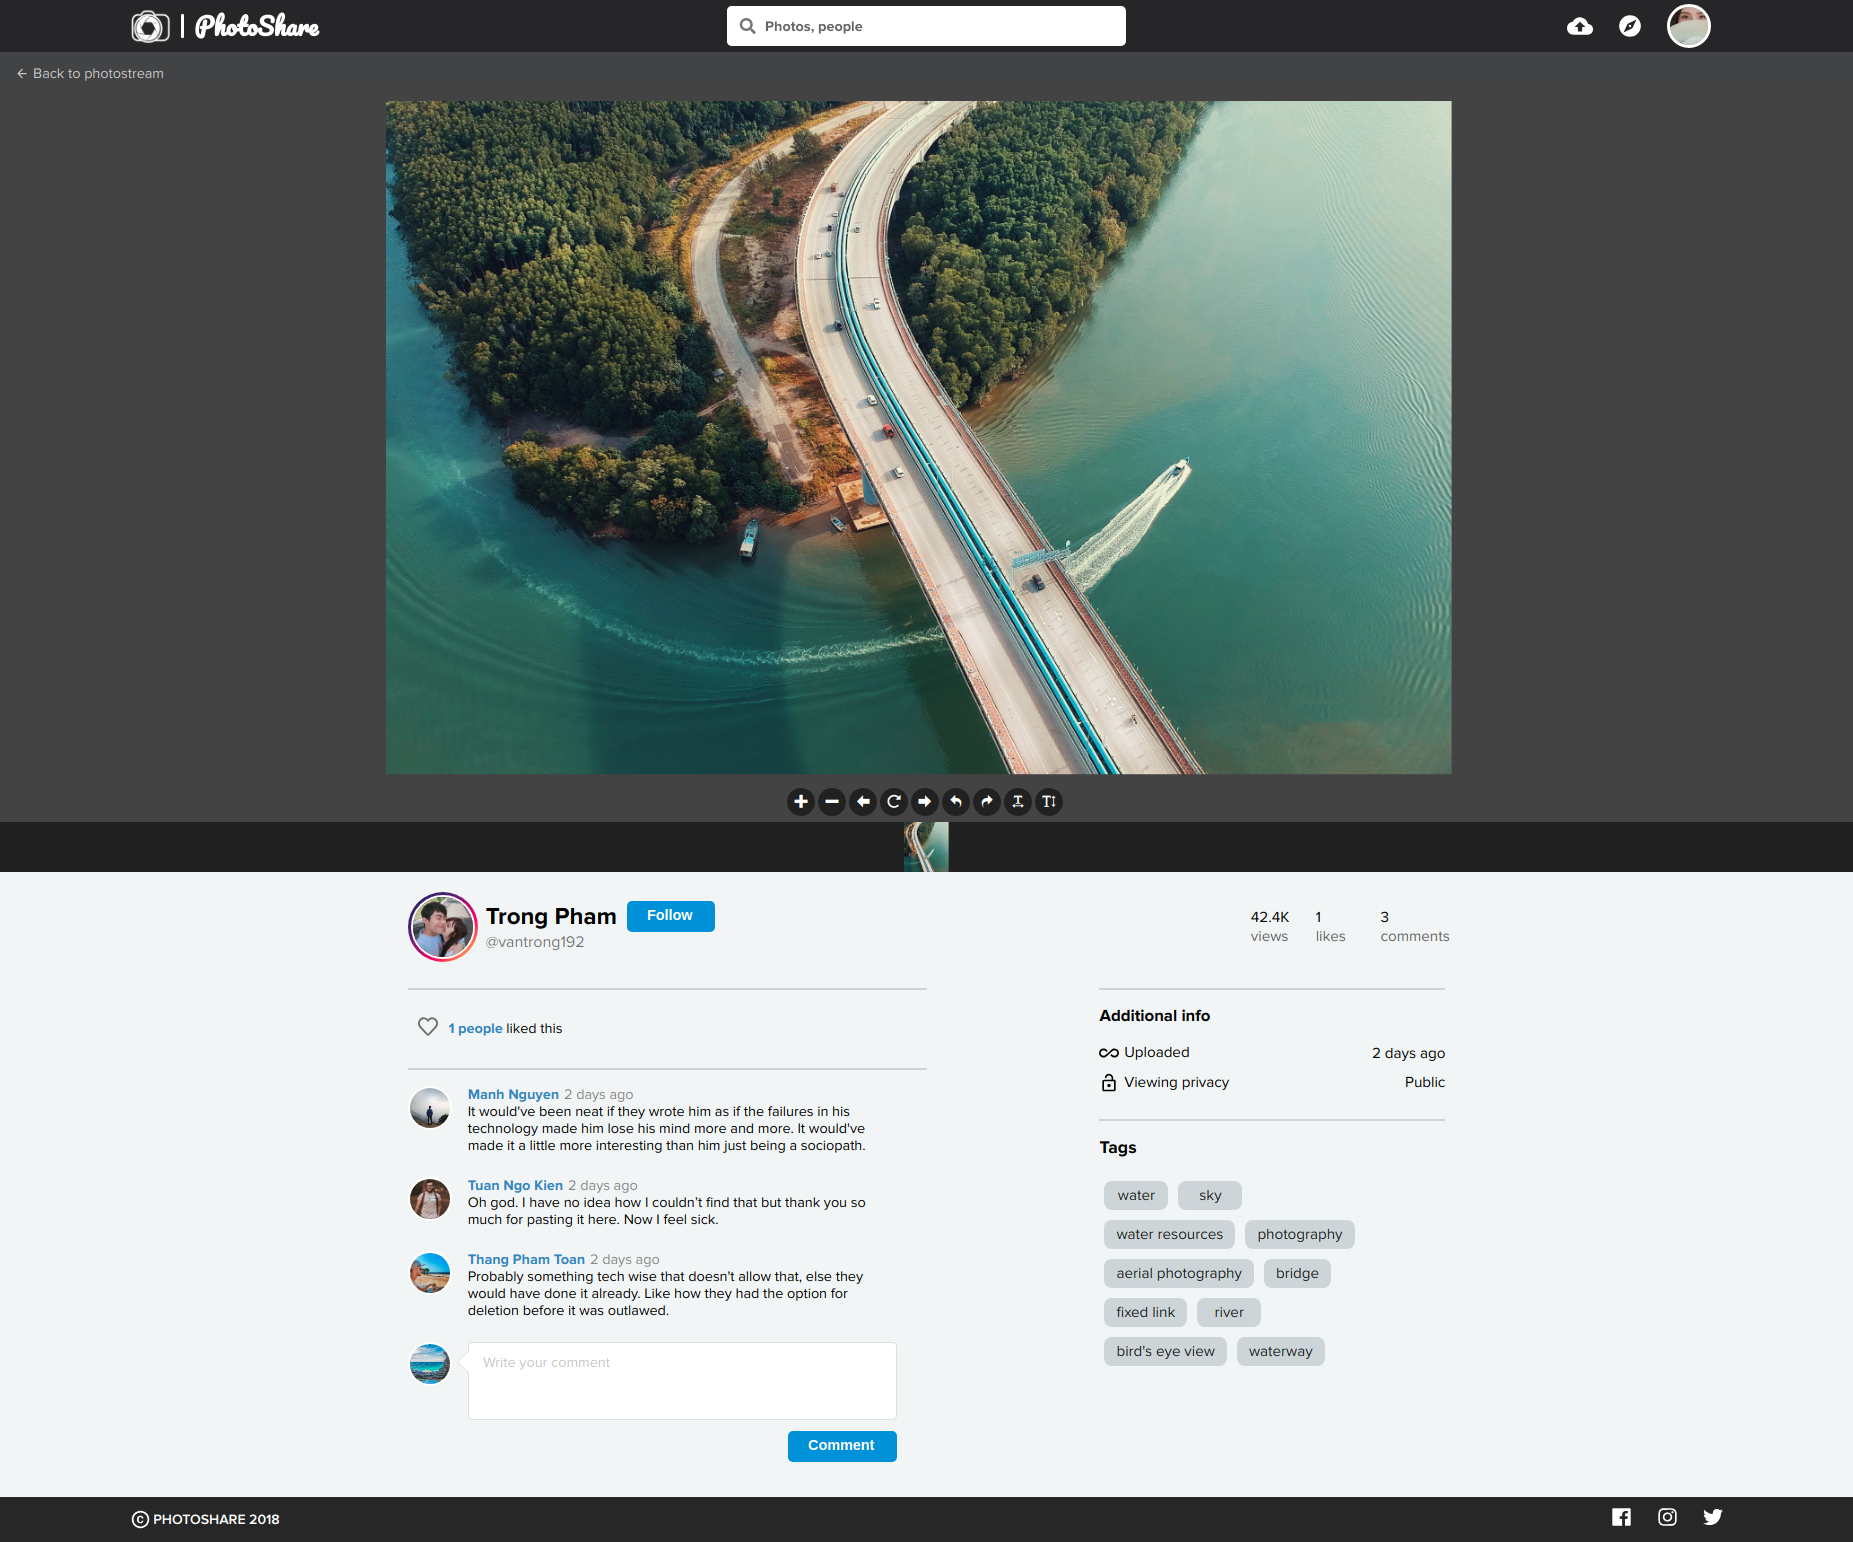 PhotoShare
Photos, people
Back to photostream
Trong Pham
Follow
@vantrong192
42.4K
views
1
likes
3
comments
1 people liked this
Manh Nguyen 2 days ago
It would've been neat if they wrote him as if the failures in his
technology made him lose his mind more and more. It would've
made it a little more interesting than him just being a sociopath.
Tuan Ngo Kien 2 days ago
Oh god. I have no idea how I couldn't find that but thank you so
much for pasting it here. Now I feel sick.
Thang Pham Toan 2 days ago
Probably something tech wise that doesn't allow that, else they
would have done it already. Like how they had the option for
deletion before it was outlawed.
Write your comment
Comment
Additional info
Uploaded
2 days ago
Viewing privacy
Public
Tags
water
sky
water resources
photography
aerial photography
bridge
fixed link
river
bird's eye view
waterway
© PHOTOSHARE 2018